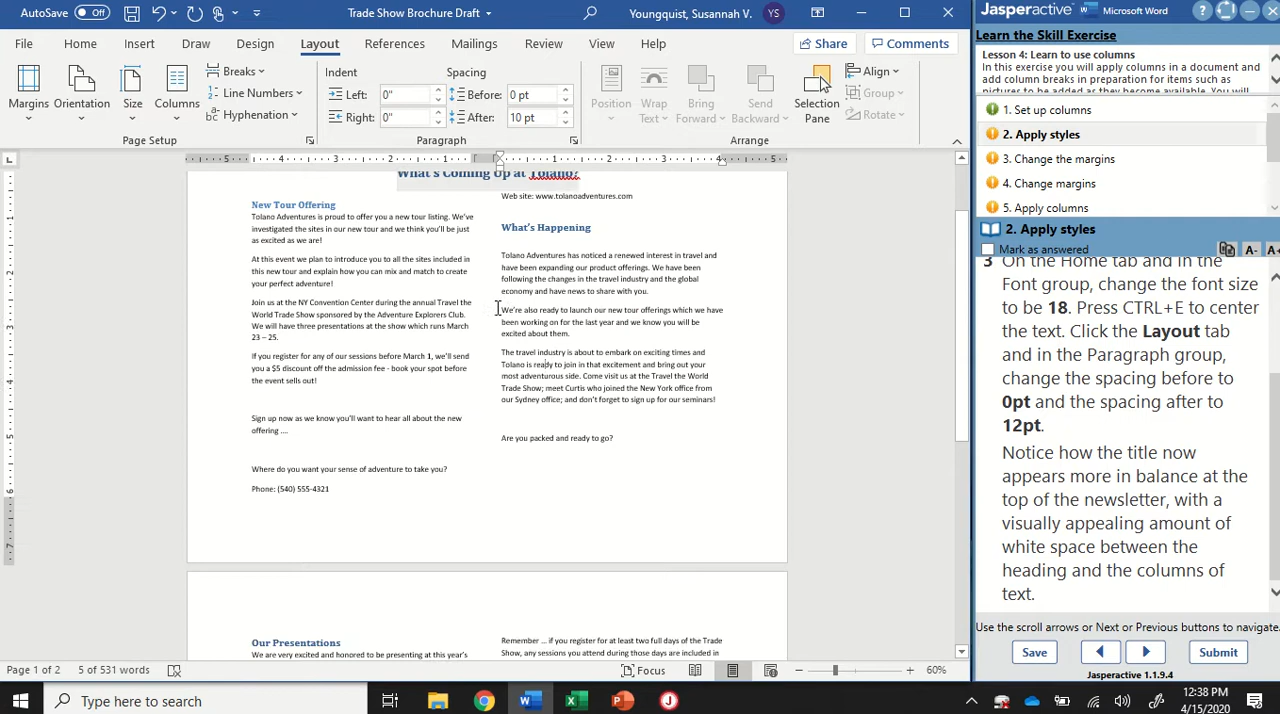 AutoSave Off
Tour Updates - Student - Word
Youngquist, Susannah V. YS
File Home Insert Draw Design Layout References Mailings Review View Help Share Comments
Margins Orientation Size Columns
Breaks
Line Numbers
Hyphenation
Indent
Left: 0"
Right: 0"
Spacing
Before: 0 pt
After: 10 pt
Position Wrap Text Bring Forward Send Backward Selection Pane
Align
Group
Rotate
Page Setup Paragraph Arrange
What's Coming Up at Tolano?
New Tour Offering
Tolano Adventures is proud to offer you a new tour listing. We've
investigated the sites in our new tour and we think you'll be just
as excited as we are!
At this event we plan to introduce you to all the sites included in
this new tour and explain how you can mix and match to create
your perfect adventure!
Join us at the NY Convention Center during the annual Travel the
World Trade Show sponsored by the Adventure Explorers Club.
We will have three presentations at the show which runs March
23 – 25.
If you register for any of our sessions before March 1, we'll send
you a $5 discount off the admission fee - book your spot before
the event sells out!
Sign up now as we know you'll want to hear all about the new
offering ....
Where do you want your sense of adventure to take you?
Phone: (540) 555-4321
Web site: www.tolanoadventures.com
What's Happening
Tolano Adventures has noticed a renewed interest in travel and
have been expanding our product offerings. We have been
following the changes in the travel industry and the global
economy and have news to share with you.
We're also ready to launch our new tour offerings which we have
been working on for the last year and we know you will be
excited about them.
The travel industry is about to embark on exciting times and
Tolano is ready to join in that excitement and bring out your
most adventurous side. Come visit us at the Travel the World
Trade Show; meet Curtis who joined the New York office from
our Sydney office; and don't forget to sign up for our seminars!
Are you packed and ready to go?
Our Presentations
We are very excited and honored to be presenting at this year's
Remember ... if you register for at least two full days of the Trade
Show, any sessions you attend during those days are included in
Page 1 of 2 5 of 531 words Focus 60%
Jasperactive Word Microsoft
Learn the Skill Exercise
Lesson 4: Learn to use columns
In this exercise you will apply columns in a document and
add column breaks in preparation for items such as
pictures to be added as they become available. You will
1. Set up columns
2. Apply styles
3. Change the margins
4. Change margins
5. Apply columns
2. Apply styles
Mark as answered A- A+
3 On the Home tab and in the
Font group, change the font size
to be 18. Press CTRL+E to center
the text. Click the Layout tab
and in the Paragraph group,
change the spacing before to
0pt and the spacing after to
12pt.
Notice how the title now
appears more in balance at the
top of the newsletter, with a
visually appealing amount of
white space between the
heading and the columns of
text.
Use the scroll arrows or Next or Previous buttons to navigate.
Save Submit
Jasperactive 1.1.9.4
Type here to search
12:38 PM
4/15/2020